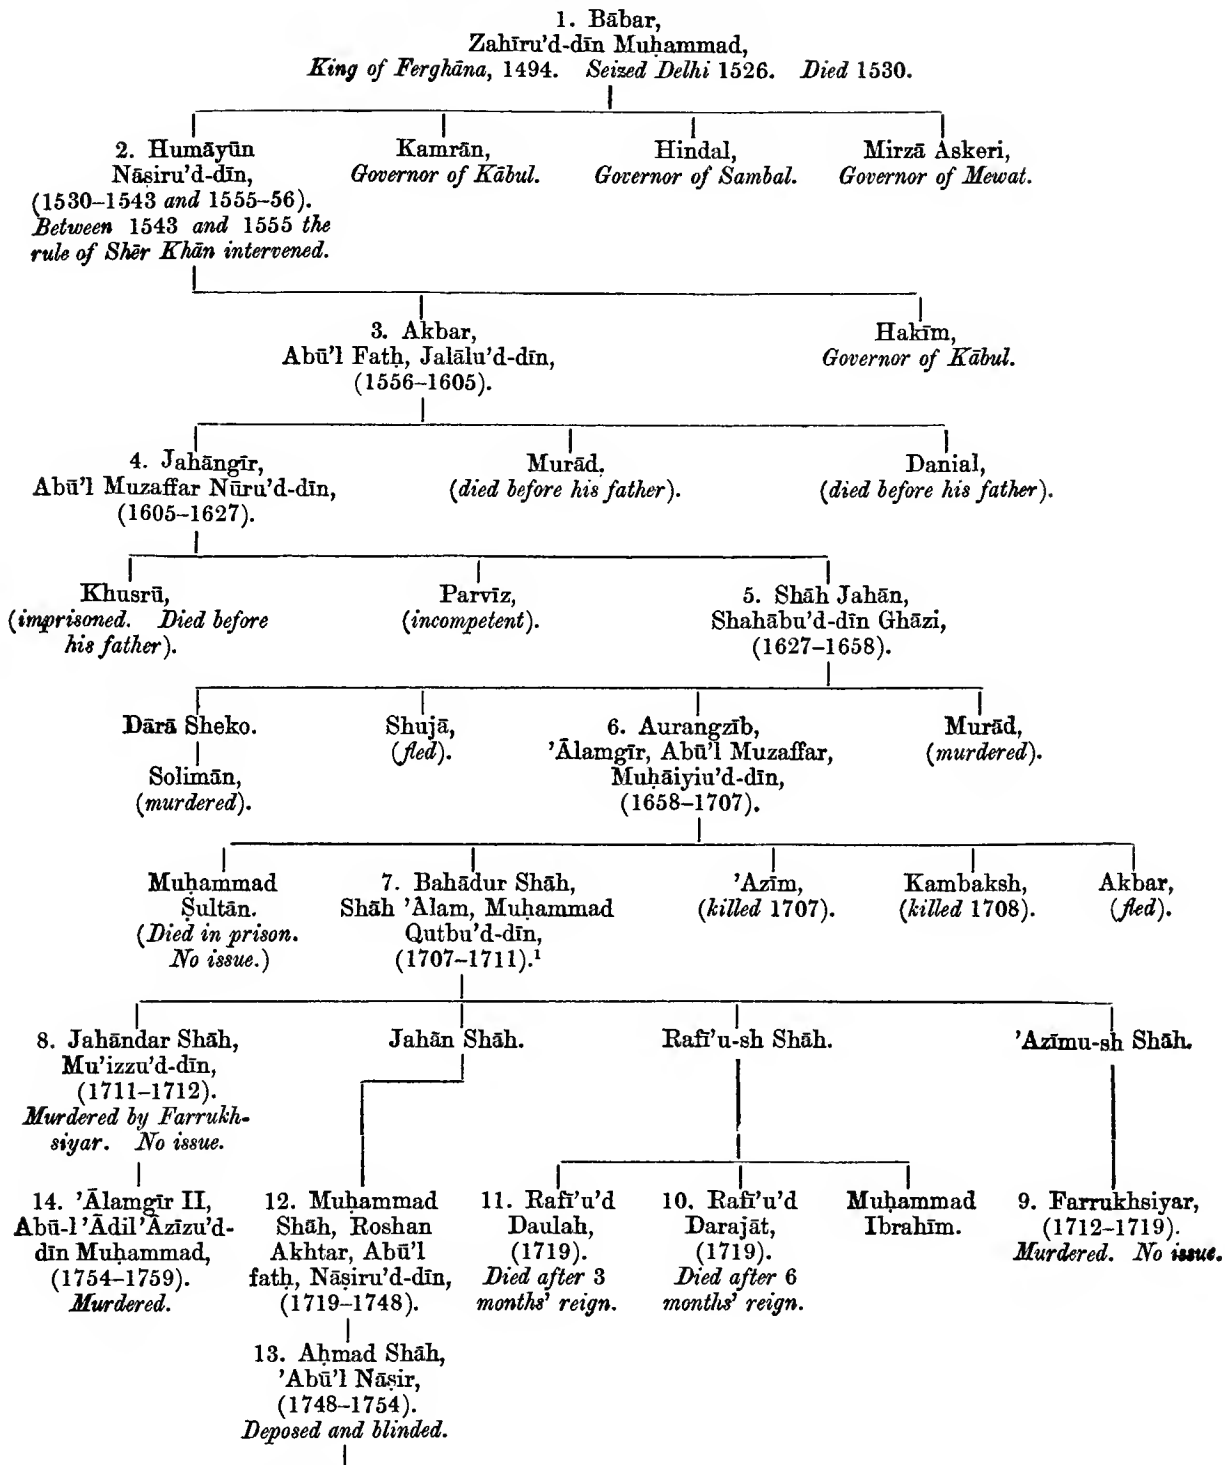 1. Bābar,
Zahīru’d-dīn Muḥammad,
King of Ferghāna, 1494. Seized Delhi 1526. Died 1530.
2. Humāyūn
Nāṣiru’d-dīn,
(1530–1543 and 1555–56).
Between 1543 and 1555 the
rule of Shēr Khān intervened.
Kamrān,
Governor of Kābul.
Hindal,
Governor of Sambal.
Mirzā Askeri,
Governor of Mewat.
3. Akbar,
Abū’l Fatḥ, Jalālu’d-dīn,
(1556–1605).
Hakīm,
Governor of Kābul.
4. Jahāngīr,
Abū’l Muzaffar Nūru’d-dīn,
(1605–1627).
Murād,
(died before his father).
Danial,
(died before his father).
Khusrū,
(imprisoned. Died before
his father).
Parvīz,
(incompetent).
5. Shāh Jahān,
Shahābu’d-dīn Ghāzi,
(1627–1658).
Dārā Sheko.
Solimān,
(murdered).
Shujā,
(fled).
6. Aurangzīb,
’Ālamgīr, Abū’l Muzaffar,
Muḥāiyiu’d-dīn,
(1658–1707).
Murād,
(murdered).
Muḥammad
Ṣultān.
(Died in prison.
No issue.)
7. Bahādur Shāh,
Shāh ’Ālam, Muḥammad
Qutbu’d-dīn,
(1707–1711).¹
’Azīm,
(killed 1707).
Kambaksh,
(killed 1708).
Akbar,
(fled).
8. Jahāndar Shāh,
Mu’izzu’d-dīn,
(1711–1712).
Murdered by Farrukh-
siyar. No issue.
Jahān Shāh.
Rafī’u-sh Shāh.
’Azīmu-sh Shāh.
14. ’Ālamgīr II,
Abū-l ’Ādil ’Azīzu’d-
dīn Muḥammad,
(1754–1759).
Murdered.
12. Muḥammad
Shāh, Roshan
Akhtar, Abū’l
fatḥ, Nāṣiru’d-dīn,
(1719–1748).
11. Rafī’u’d
Daulah,
(1719).
Died after 3
months’ reign.
10. Rafī’u’d
Darajāt,
(1719).
Died after 6
months’ reign.
Muḥammad
Ibrahīm.
9. Farrukhsiyar,
(1712–1719).
Murdered. No issue.
13. Aḥmad Shāh,
’Abū’l Nāṣir,
(1748–1754).
Deposed and blinded.